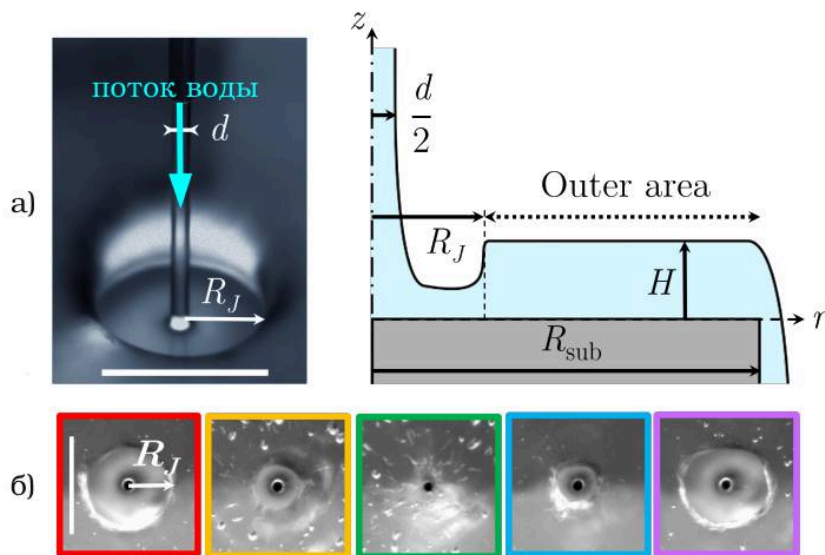 поток воды
d
R_J
а)
z
d/2
Outer area
R_J
H
r
R_sub
б)
R_J